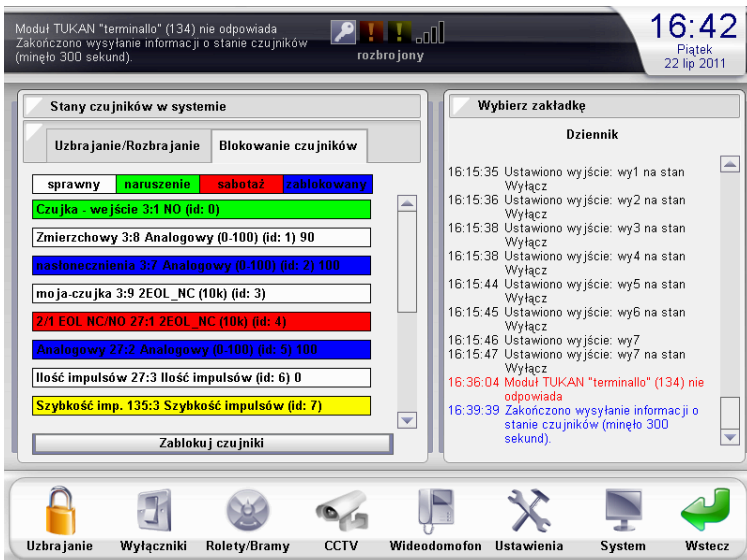 Moduł TUKAN "terminallo" (134) nie odpowiada
Zakończono wysyłanie informacji o stanie czujników
(minęło 300 sekund).
rozbrojony
16:42
Piątek
22 lip 2011
Stany czujników w systemie
Uzbrajanie/Rozbrajanie
Blokowanie czujników
sprawny
naruszenie
sabotaż
zablokowany
Czujka - wejście 3:1 NO (id: 0)
Zmierzchowy 3:8 Analogowy (0-100) (id: 1) 90
nasłonecznienia 3:7 Analogowy (0-100) (id: 2) 100
moja-czujka 3:9 2EOL_NC (10k) (id: 3)
2/1 EOL NC/NO 27:1 2EOL_NC (10k) (id: 4)
Analogowy 27:2 Analogowy (0-100) (id: 5) 100
Ilość impulsów 27:3 Ilość impulsów (id: 6) 0
Szybkość imp. 135:3 Szybkość impulsów (id: 7)
Zablokuj czujniki
Wybierz zakładkę
Dziennik
16:15:35 Ustawiono wyjście: wy1 na stan
Wyłącz
16:15:36 Ustawiono wyjście: wy2 na stan
Wyłącz
16:15:38 Ustawiono wyjście: wy3 na stan
Wyłącz
16:15:38 Ustawiono wyjście: wy4 na stan
Wyłącz
16:15:44 Ustawiono wyjście: wy5 na stan
Wyłącz
16:15:45 Ustawiono wyjście: wy6 na stan
Wyłącz
16:15:46 Ustawiono wyjście: wy7
16:15:47 Ustawiono wyjście: wy7 na stan
Wyłącz
16:36:04 Moduł TUKAN "terminallo" (134) nie
odpowiada
16:39:39 Zakończono wysyłanie informacji o
stanie czujników (minęło 300
sekund).
Uzbrajanie
Wyłączniki
Rolety/Bramy
CCTV
Wideodomofon
Ustawienia
System
Wstecz